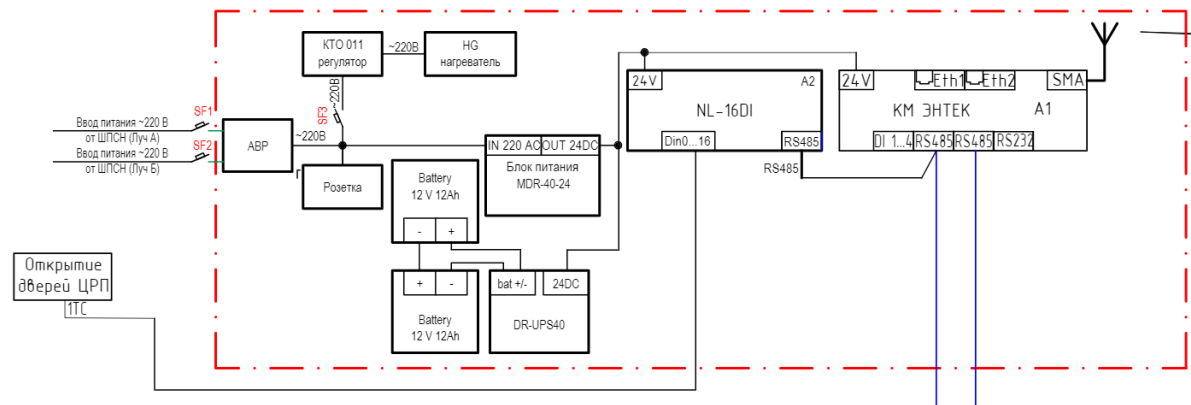 КТО 011
регулятор
~220В
HG
нагреватель
~220В
SF3
SF1
Ввод питания ~220 В
от ШПСН (Луч А)
SF2
Ввод питания ~220 В
от ШПСН (Луч Б)
АВР
~220В
Розетка
IN 220 AC
OUT 24DC
Блок питания
MDR-40-24
Battery
12 V 12Ah
-
+
+
-
Battery
12 V 12Ah
bat +/-
24DC
DR-UPS40
24V
A2
NL-16DI
Din0...16
RS485
RS485
24V
Eth1
Eth2
SMA
КМ ЭНТЕК
A1
DI 1...4
RS485
RS485
RS232
Открытие
дверей ЦРП
1ТС